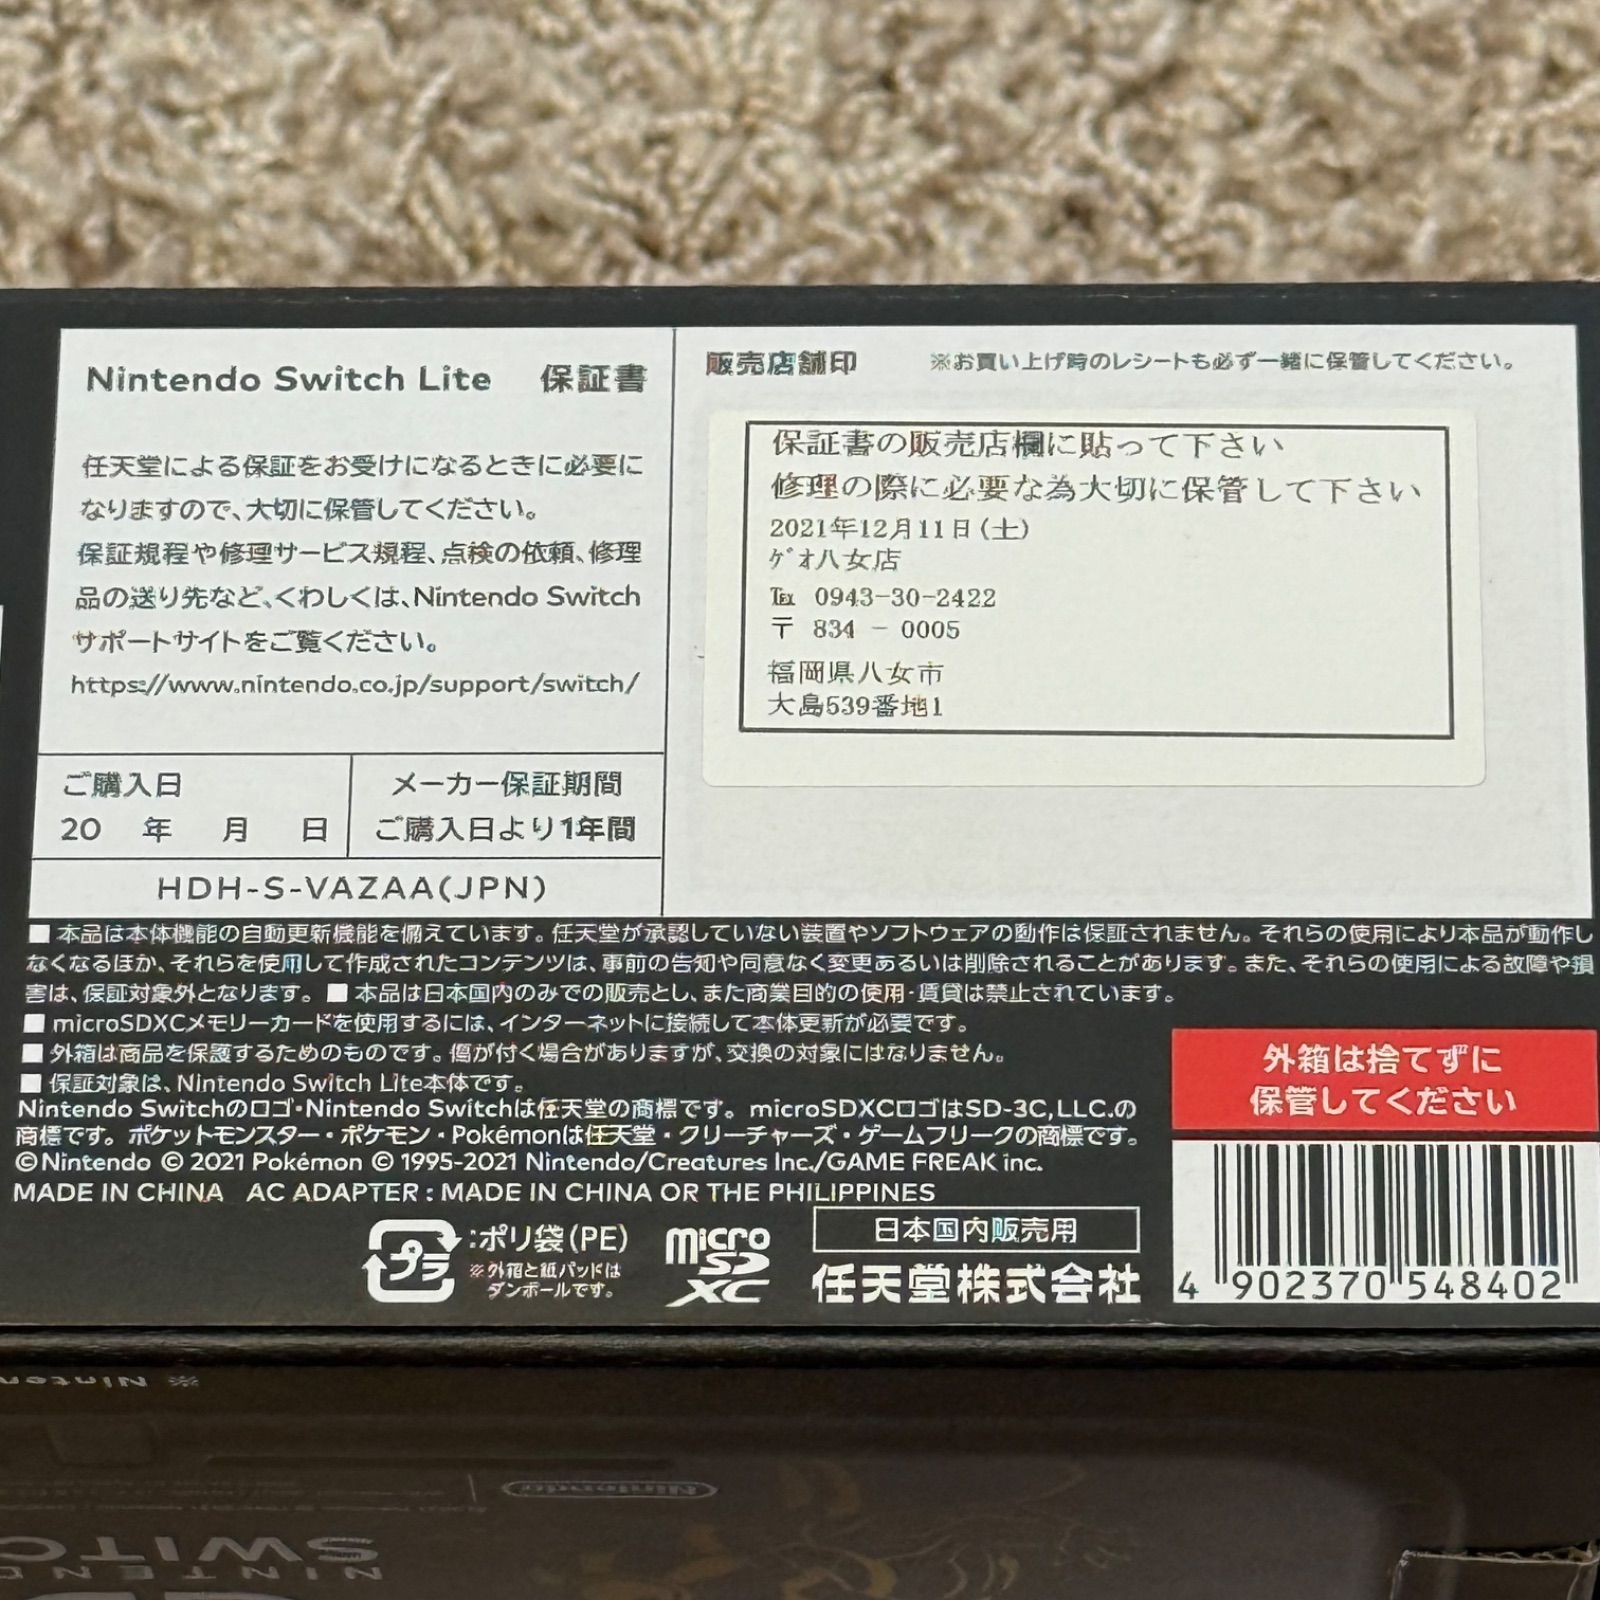 Nintendo Switch Lite 保証書
任天堂による保証をお受けになるときに必要に
なりますので、大切に保管してください。
保証規程や修理サービス規程、点検の依頼、修理
品の送り先など、くわしくは、Nintendo Switch
サポートサイトをご覧ください。
https://www.nintendo.co.jp/support/switch/
ご購入日
20 年 月 日
メーカー保証期間
ご購入日より1年間
HDH-S-VAZAA(JPN)
販売店舗印 ※お買い上げ時のレシートも必ず一緒に保管してください。
保証書の販売店欄に貼って下さい
修理の際に必要な為大切に保管して下さい
2021年12月11日(土)
ゲオ八女店
℡ 0943-30-2422
〒 834 - 0005
福岡県八女市
大島539番地1
■ 本品は本体機能の自動更新機能を備えています。任天堂が承認していない装置やソフトウェアの動作は保証されません。それらの使用により本品が動作し
なくなるほか、それらを使用して作成されたコンテンツは、事前の告知や同意なく変更あるいは削除されることがあります。また、それらの使用による故障や損
害は、保証対象外となります。 ■ 本品は日本国内のみでの販売とし、また商業目的の使用・賃貸は禁止されています。
■ microSDXCメモリーカードを使用するには、インターネットに接続して本体更新が必要です。
■ 外箱は商品を保護するためのものです。傷が付く場合がありますが、交換の対象にはなりません。
■ 保証対象は、Nintendo Switch Lite本体です。
Nintendo Switchのロゴ・Nintendo Switchは任天堂の商標です。microSDXCロゴはSD-3C,LLC.の
商標です。ポケットモンスター・ポケモン・Pokémonは任天堂・クリーチャーズ・ゲームフリークの商標です。
©Nintendo © 2021 Pokémon © 1995-2021 Nintendo/Creatures Inc./GAME FREAK inc.
MADE IN CHINA AC ADAPTER : MADE IN CHINA OR THE PHILIPPINES
プラ :ポリ袋(PE)
※外箱と紙パッドは
ダンボールです。
micro
SD
XC
日本国内販売用
任天堂株式会社
外箱は捨てずに
保管してください
4 902370 548402
※ Ninten
Nintendo
NINTENDO
SWITCH